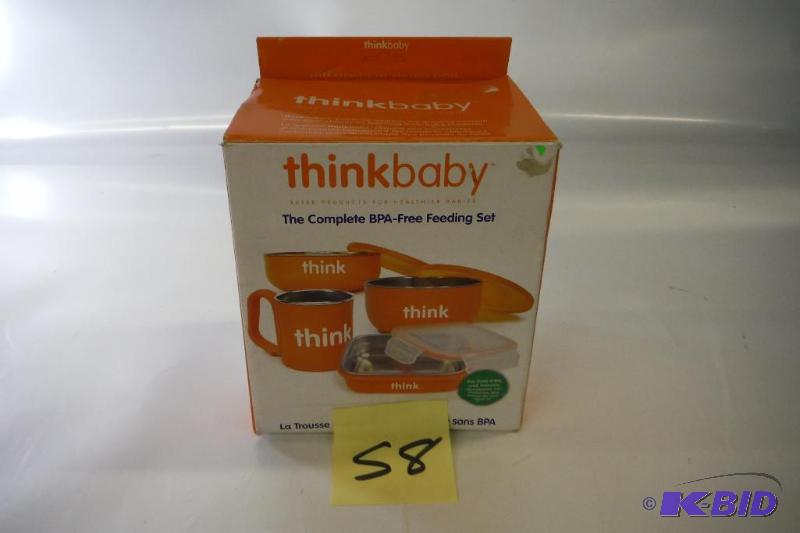 thinkbaby
thinkbaby
thinkbaby™
SAFER PRODUCTS FOR HEALTHIER BABIES
The Complete BPA-Free Feeding Set
think
think
think
think
La Trousse
sans BPA
58
© K-BID